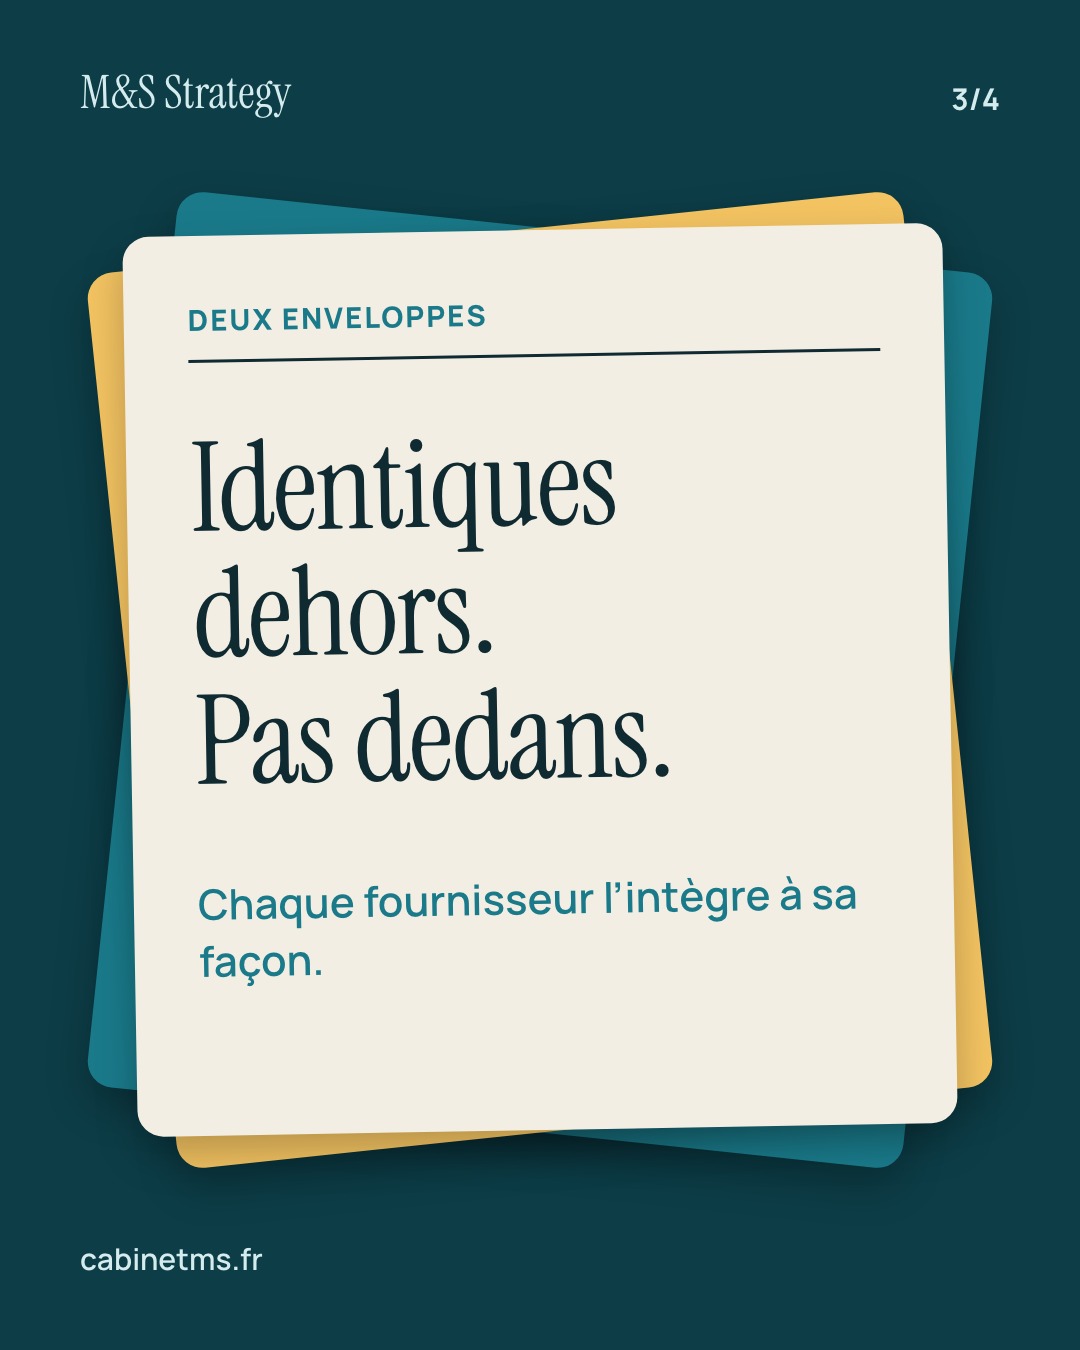 M&S Strategy
3/4
DEUX ENVELOPPES
Identiques
dehors.
Pas dedans.
Chaque fournisseur l’intègre à sa
façon.
cabinetms.fr